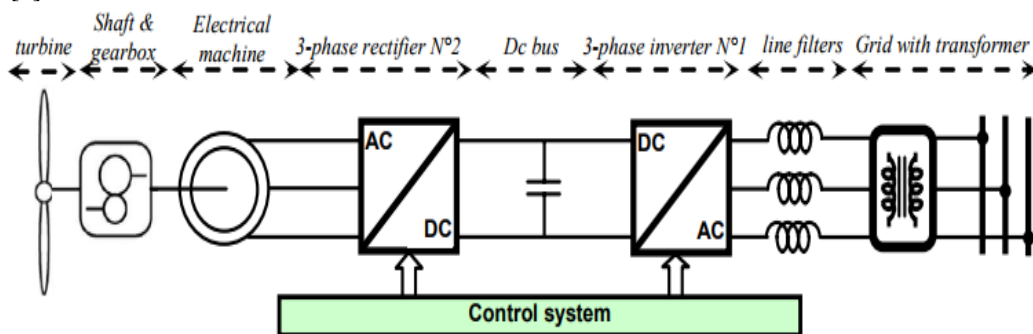 Shaft &
gearbox
Electrical
machine
turbine
3-phase rectifier N°2
Dc bus
3-phase inverter N°1
line filters
Grid with transformer
AC
DC
DC
AC
Control system